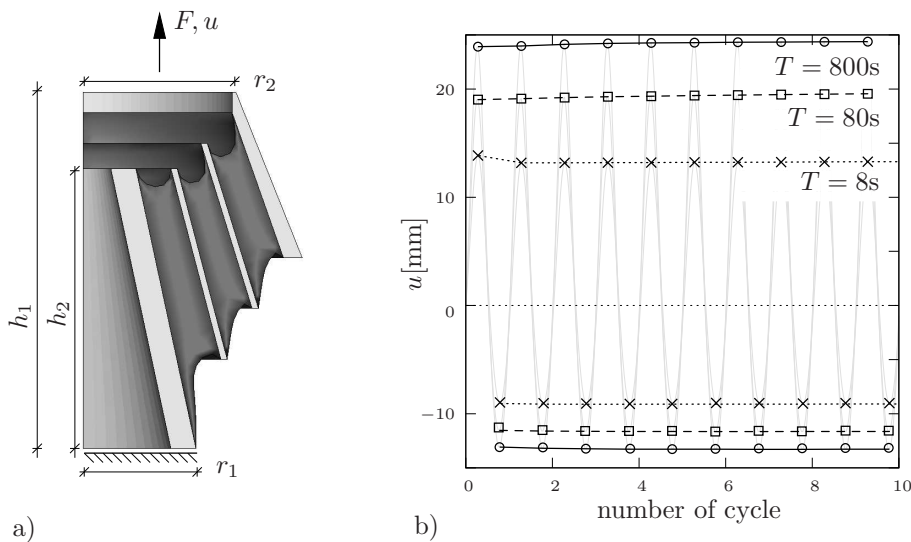 a)
F, u
r₂
h₁
h₂
r₁
b)
u[mm]
20
10
0
−10
T = 800s
T = 80s
T = 8s
0 2 4 6 8 10
number of cycle